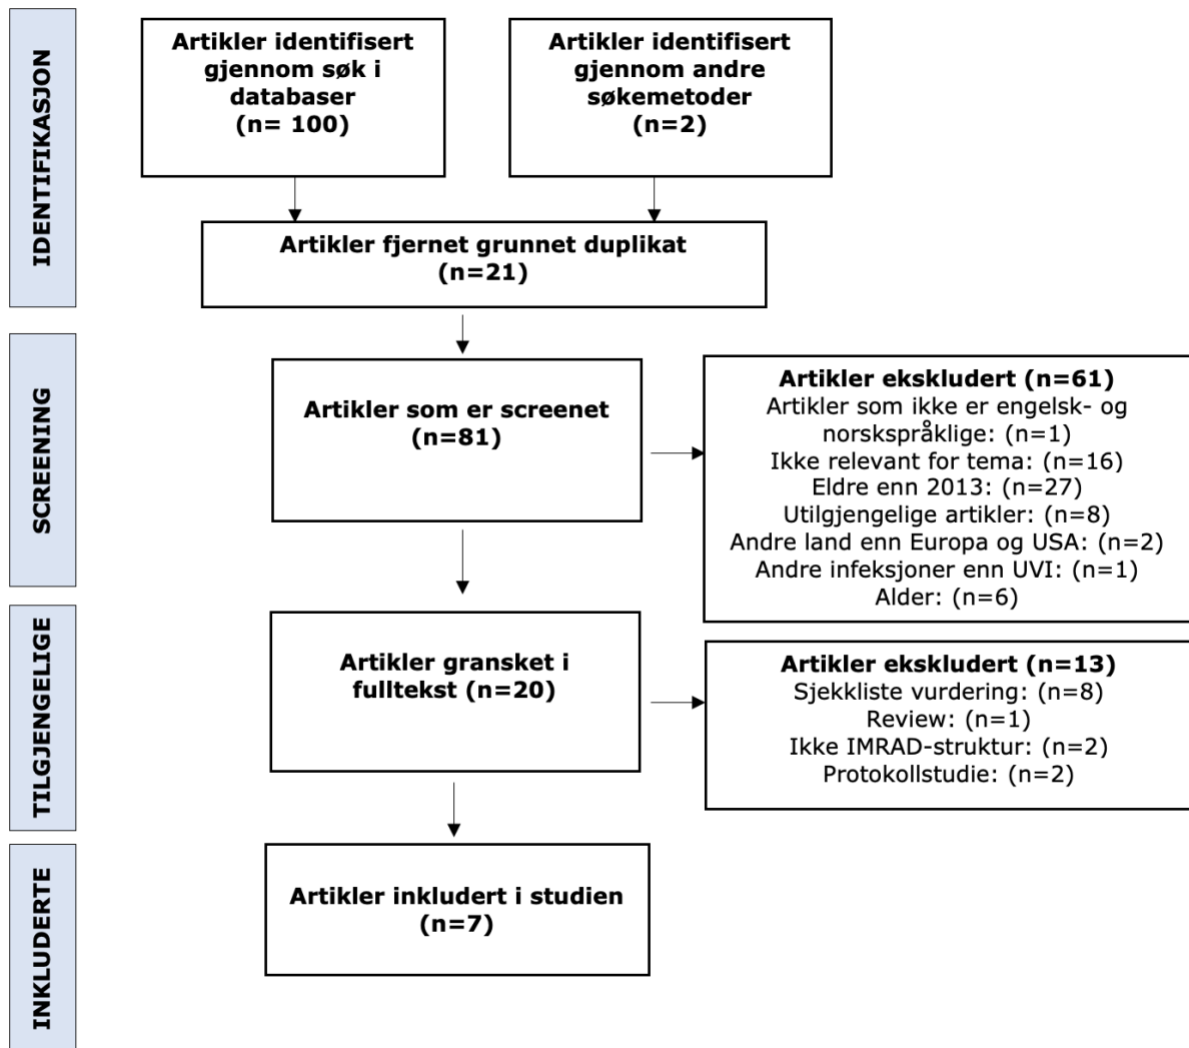 IDENTIFIKASJON
Artikler identifisert
gjennom søk i
databaser
(n= 100)
Artikler identifisert
gjennom andre
søkemetoder
(n=2)
Artikler fjernet grunnet duplikat
(n=21)
SCREENING
Artikler som er screenet
(n=81)
Artikler ekskludert (n=61)
Artikler som ikke er engelsk- og
norskspråklige: (n=1)
Ikke relevant for tema: (n=16)
Eldre enn 2013: (n=27)
Utilgjengelige artikler: (n=8)
Andre land enn Europa og USA: (n=2)
Andre infeksjoner enn UVI: (n=1)
Alder: (n=6)
TILGJENGELIGE
Artikler gransket i
fulltekst (n=20)
Artikler ekskludert (n=13)
Sjekkliste vurdering: (n=8)
Review: (n=1)
Ikke IMRAD-struktur: (n=2)
Protokollstudie: (n=2)
INKLUDERTE
Artikler inkludert i studien
(n=7)